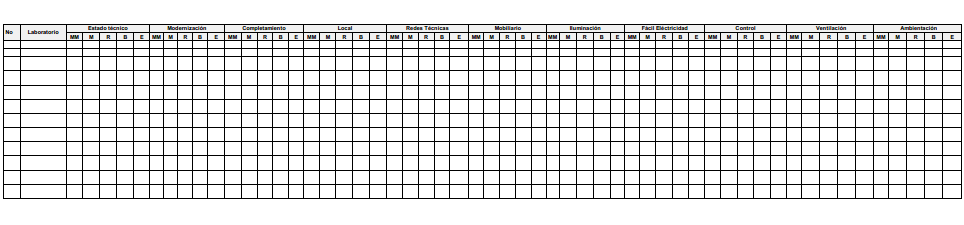 No Laboratorio Estado técnico Modernización Completamiento Local Redes Técnicas Mobiliario Iluminación Fácil Eléctricidad Control Ventilación Ambientación
MM M R B E MM M R B E MM M R B E MM M R B E MM M R B E MM M R B E MM M R B E MM M R B E MM M R B E MM M R B E MM M R B E